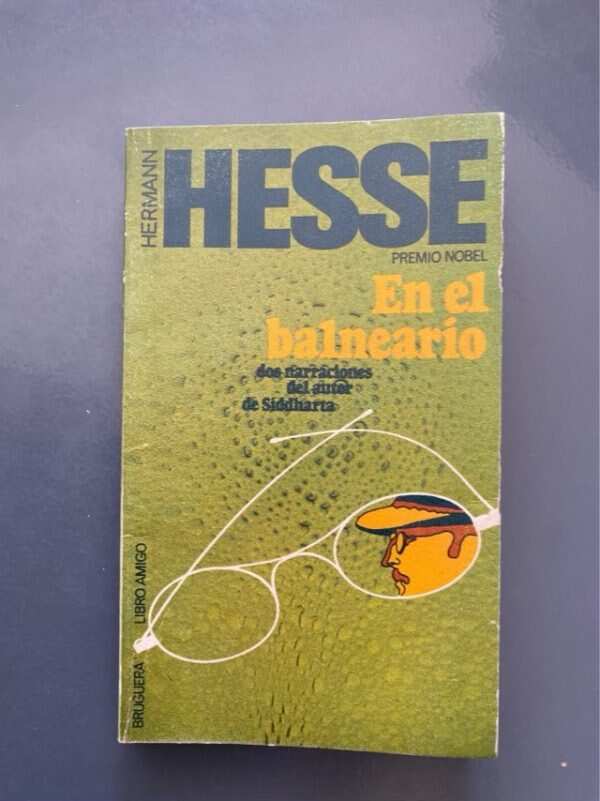 HERMANN
HESSE
PREMIO NOBEL
En el
balneario
dos narraciones
del autor
de Siddharta
BRUGUERA LIBRO AMIGO